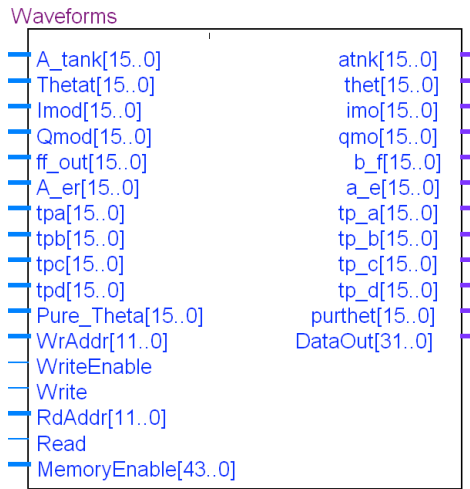 Waveforms
A_tank[15..0] atnk[15..0]
Thetat[15..0] thet[15..0]
Imod[15..0] imo[15..0]
Qmod[15..0] qmo[15..0]
ff_out[15..0] b_f[15..0]
A_er[15..0] a_e[15..0]
tpa[15..0] tp_a[15..0]
tpb[15..0] tp_b[15..0]
tpc[15..0] tp_c[15..0]
tpd[15..0] tp_d[15..0]
Pure_Theta[15..0] purthet[15..0]
WrAddr[11..0] DataOut[31..0]
WriteEnable
Write
RdAddr[11..0]
Read
MemoryEnable[43..0]